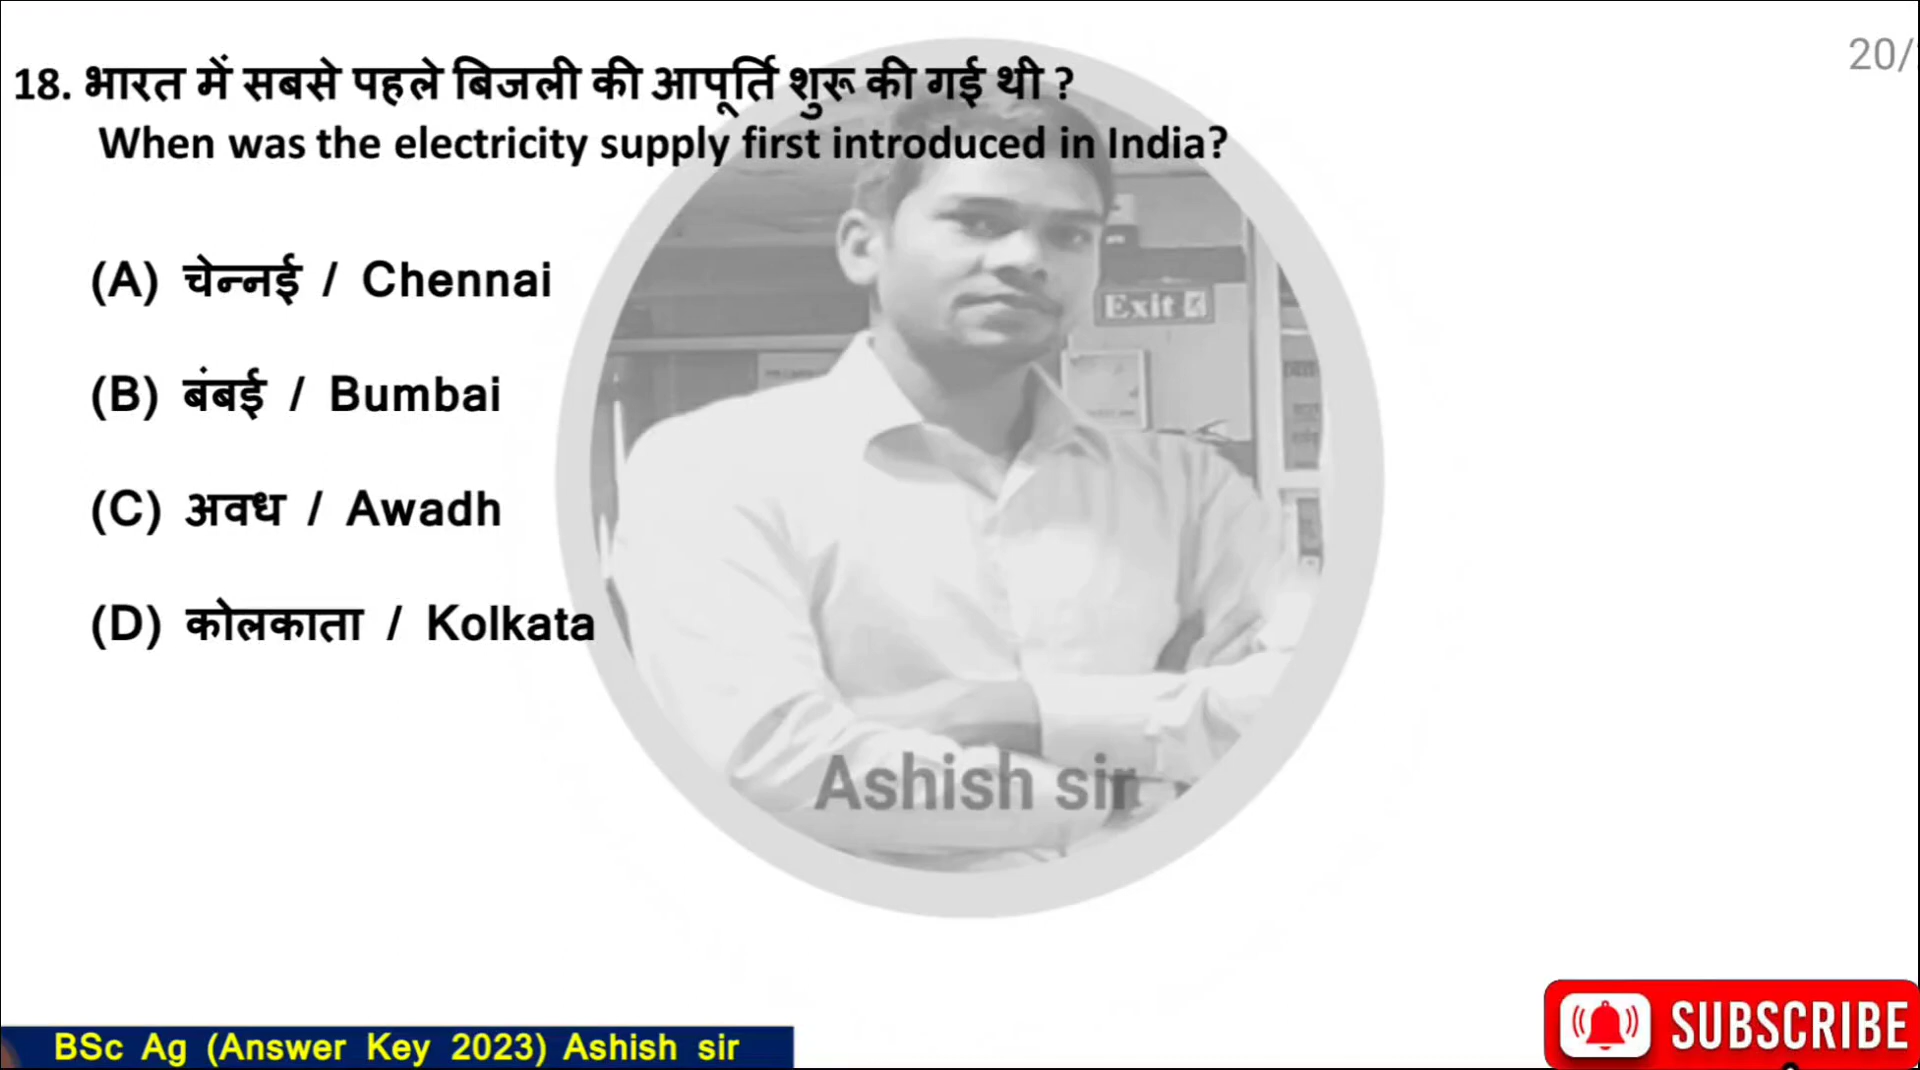 20/
18. भारत में सबसे पहले बिजली की आपूर्ति शुरू की गई थी ?
When was the electricity supply first introduced in India?
(A) चेन्नई / Chennai
(B) बंबई / Bumbai
(C) अवध / Awadh
(D) कोलकाता / Kolkata
Exit
Ashish sir
BSc Ag (Answer Key 2023) Ashish sir
SUBSCRIBE